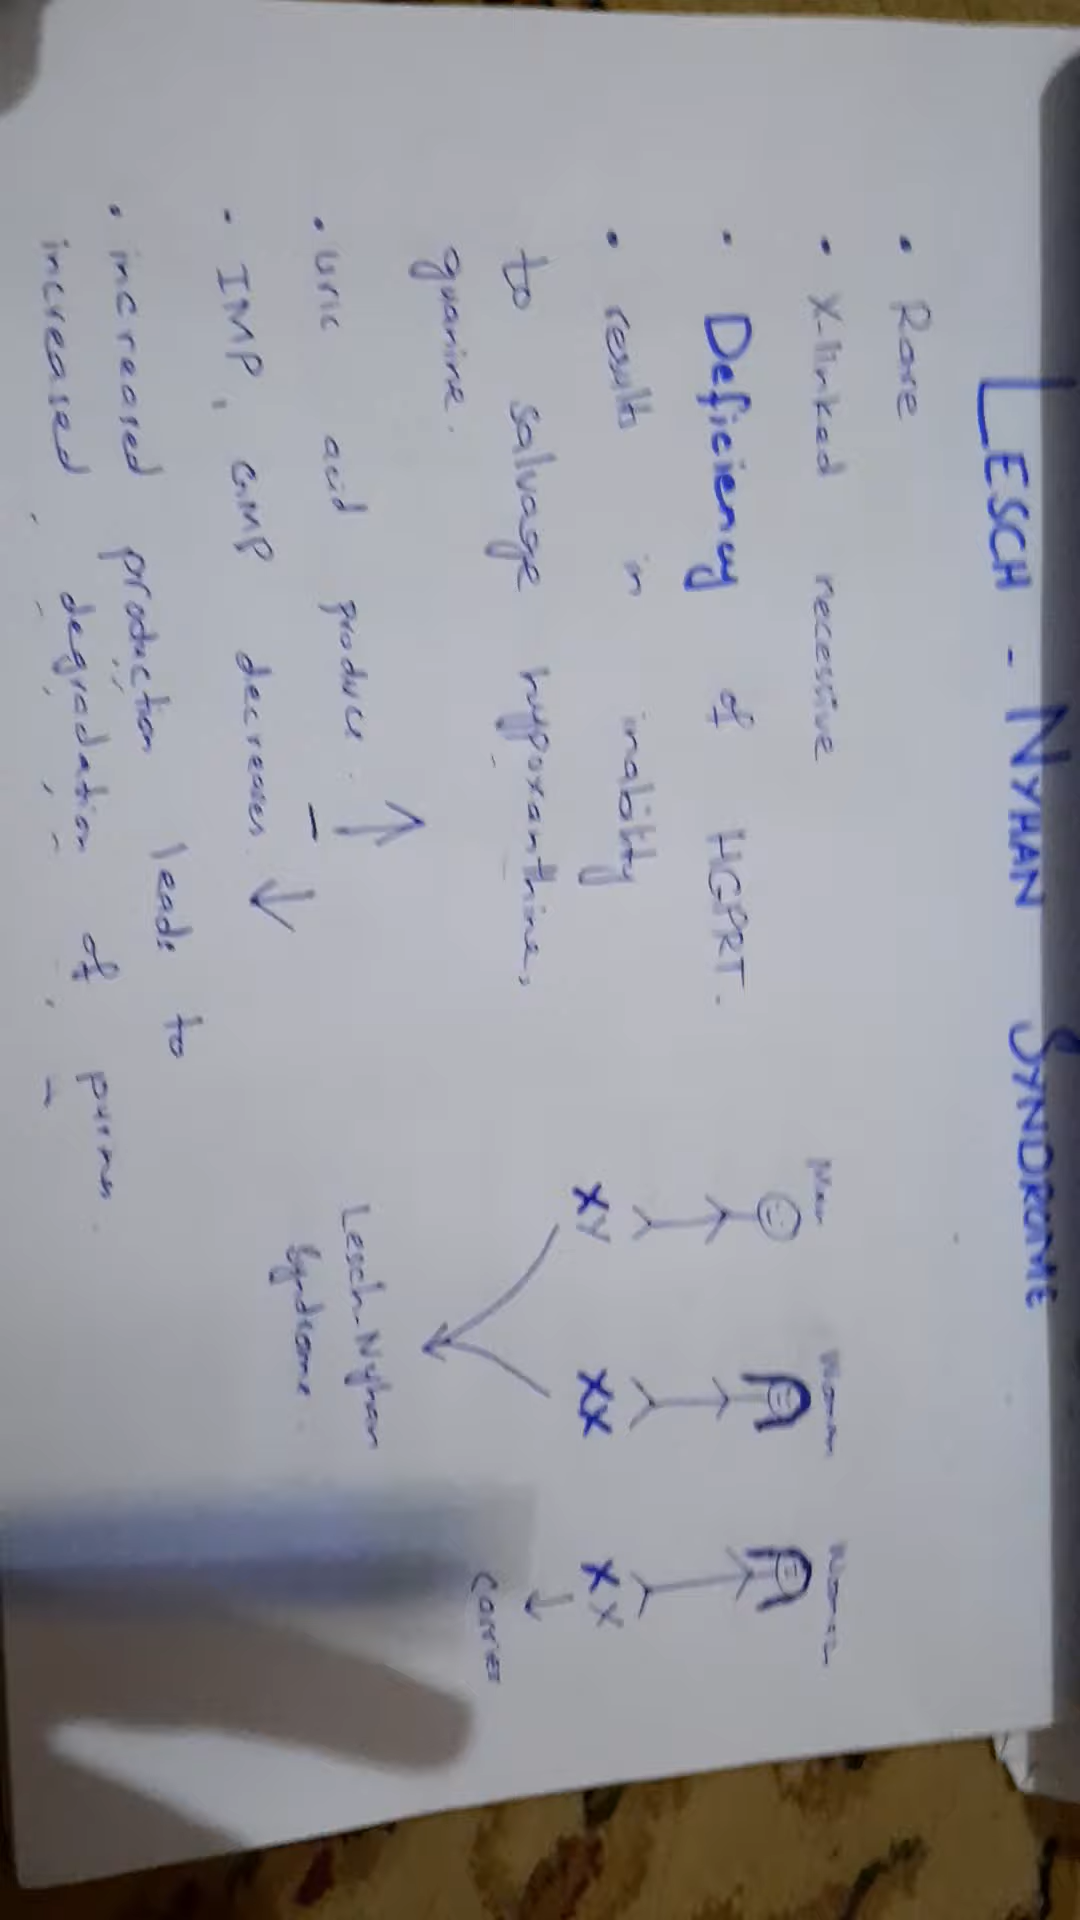 LESCH - NYHAN SYNDROME
• Rare
• X-linked recessive
• Deficiency of HGPRT.
• results in inability
to salvage hypoxanthine,
guanine.
• uric acid produce. ↑
• IMP, GMP decreases. ↓
• increased production leads to
increased degradation of purines.
Man Woman Woman
XY XX XX
↓
Carrier
Lesch-Nyhan
Syndrome.